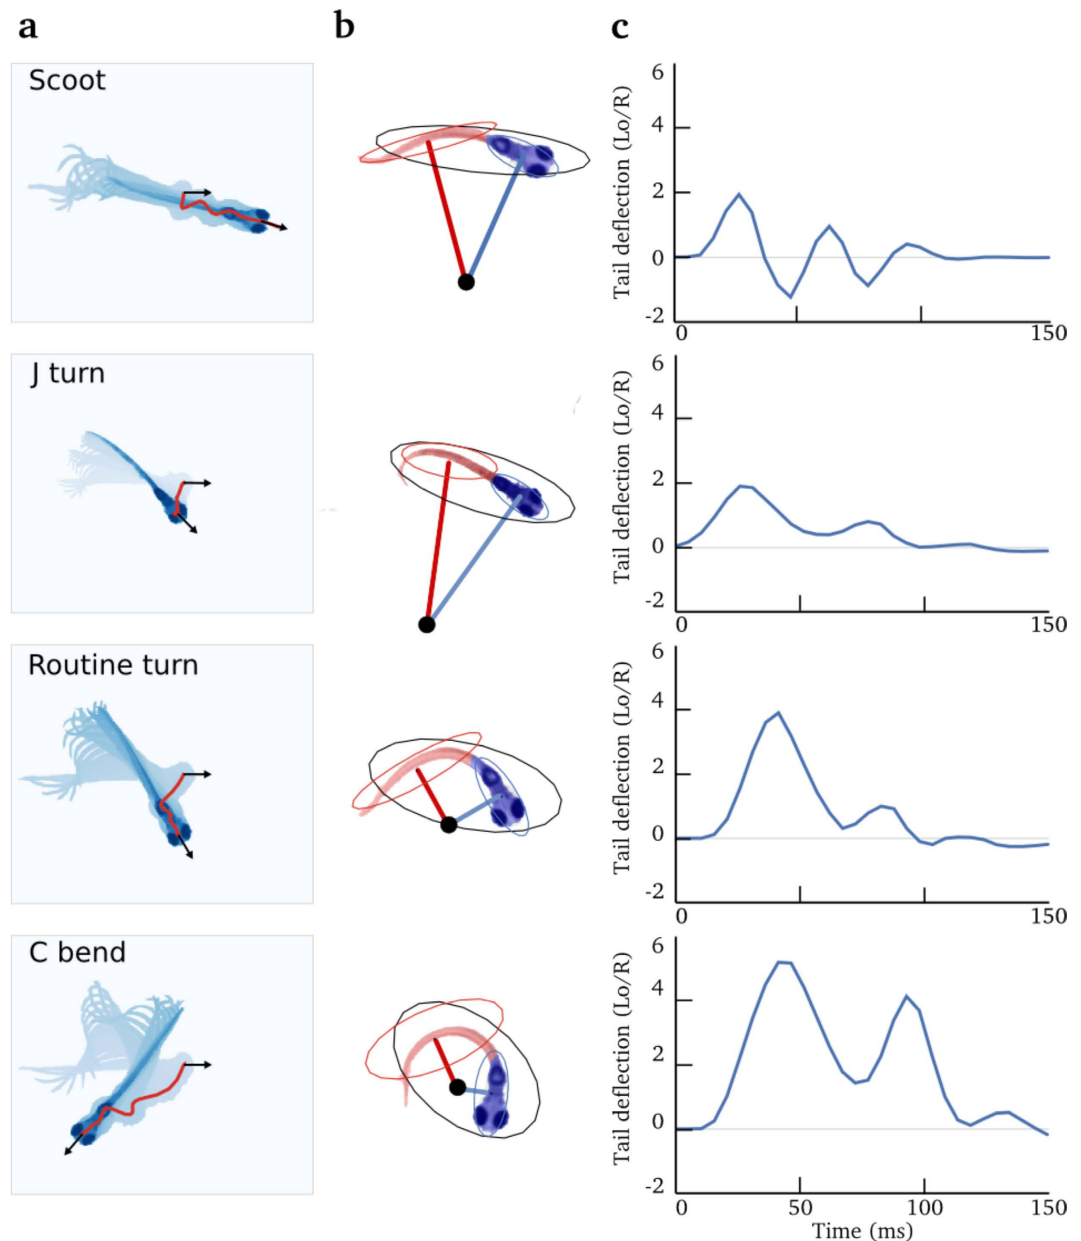 a b c
Scoot
Tail deflection (Lo/R)
6
4
2
0
-2
0 150
J turn
Tail deflection (Lo/R)
6
4
2
0
-2
0 150
Routine turn
Tail deflection (Lo/R)
6
4
2
0
-2
0 150
C bend
Tail deflection (Lo/R)
6
4
2
0
-2
0 50 100 150
Time (ms)